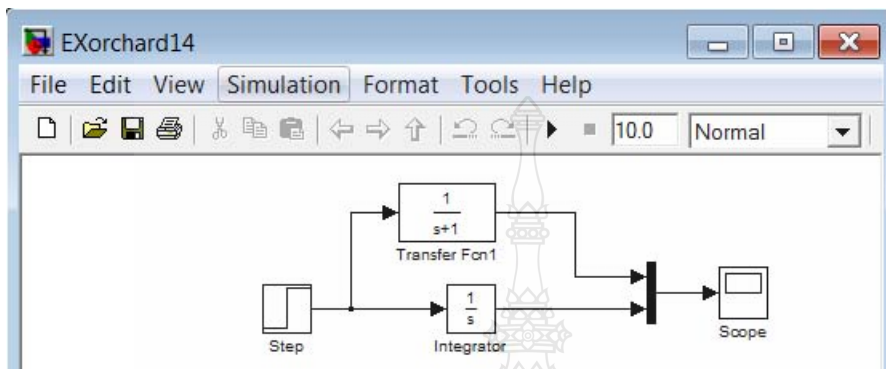 EXorchard14
File Edit View Simulation Format Tools Help
10.0 Normal
1
s+1
Transfer Fcn1
Step
1
s
Integrator
Scope